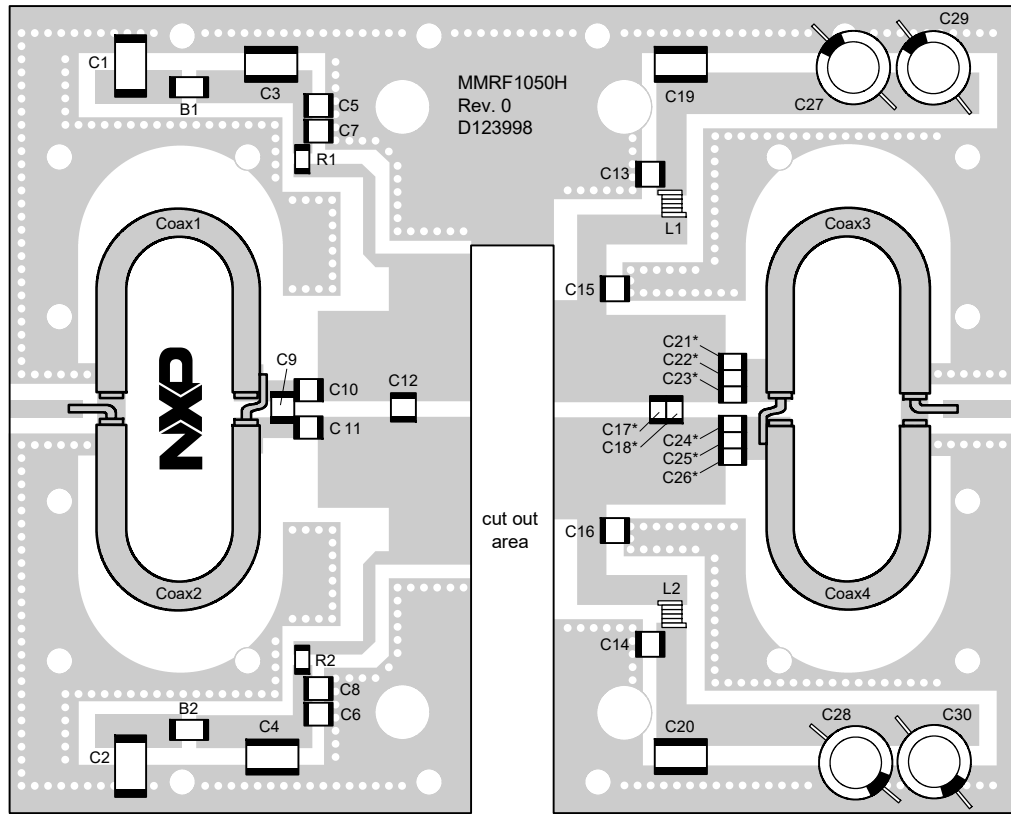 C29
C1
C3
B1
MMRF1050H
Rev. 0
D123998
C19
C27
C5
C7
R1
C13
L1
Coax1
Coax3
C15
C21*
C22*
C23*
NXP
C9
C10
C12
C 11
C17*
C18*
C24*
C25*
C26*
cut out
area
C16
Coax2
Coax4
L2
C14
R2
C8
C6
B2
C4
C2
C20
C28
C30